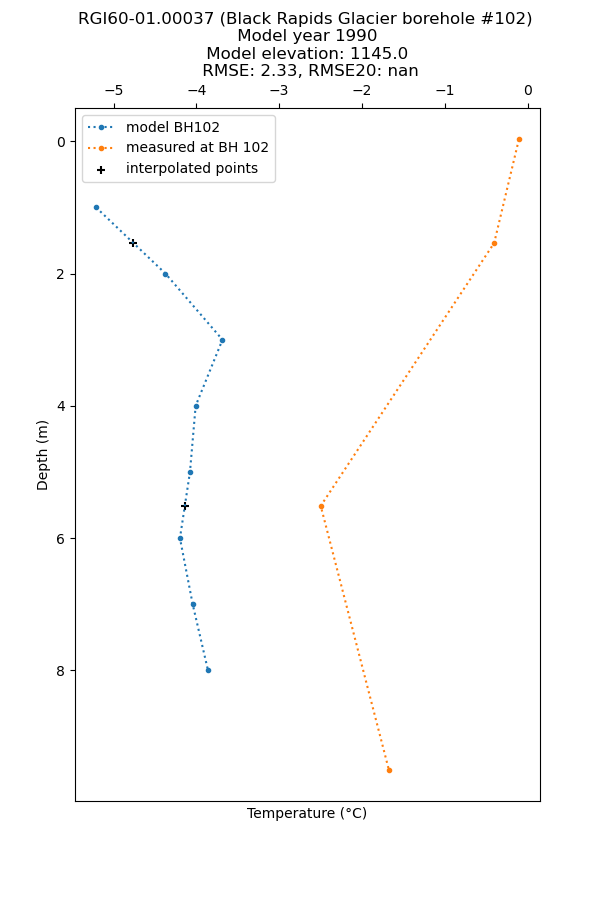 RGI60-01.00037 (Black Rapids Glacier borehole #102)
Model year 1990
Model elevation: 1145.0
RMSE: 2.33, RMSE20: nan
−5 −4 −3 −2 −1 0
model BH102
measured at BH 102
interpolated points
0
2
4
6
8
Depth (m)
Temperature (°C)